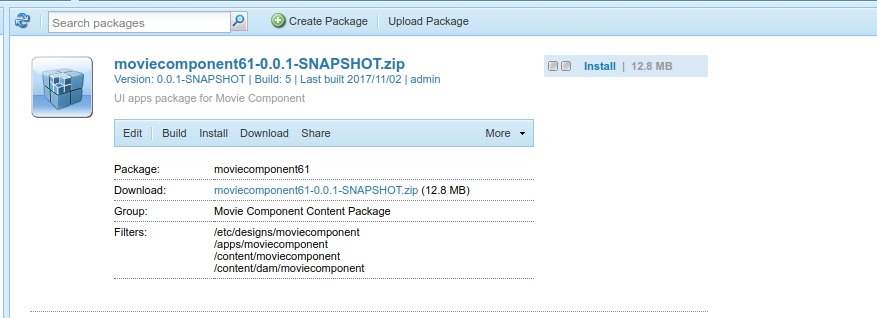 Search packages
Create Package
Upload Package
moviecomponent61-0.0.1-SNAPSHOT.zip
Install | 12.8 MB
Version: 0.0.1-SNAPSHOT | Build: 5 | Last built 2017/11/02 | admin
UI apps package for Movie Component
Edit Build Install Download Share More
Package: moviecomponent61
Download: moviecomponent61-0.0.1-SNAPSHOT.zip (12.8 MB)
Group: Movie Component Content Package
Filters: /etc/designs/moviecomponent
/apps/moviecomponent
/content/moviecomponent
/content/dam/moviecomponent